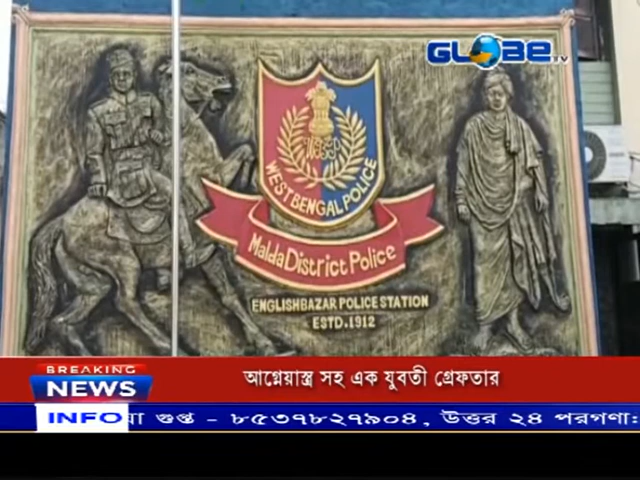 GLOBE TV
WEST BENGAL POLICE
Malda District Police
ENGLISHBAZAR POLICE STATION
ESTD.1912
BREAKING
NEWS
আগ্নেয়াস্ত্র সহ এক যুবতী গ্রেফতার
INFO
গুপ্ত - ৮৫৩৭৮২৭৯০৪, উত্তর ২৪ পরগণা: